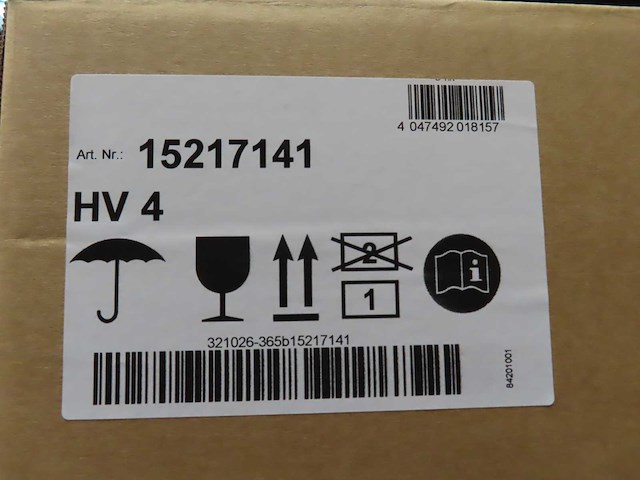 4 047492 018157
Art. Nr.: 15217141
HV 4
2
1
i
321026-365b15217141
84201001